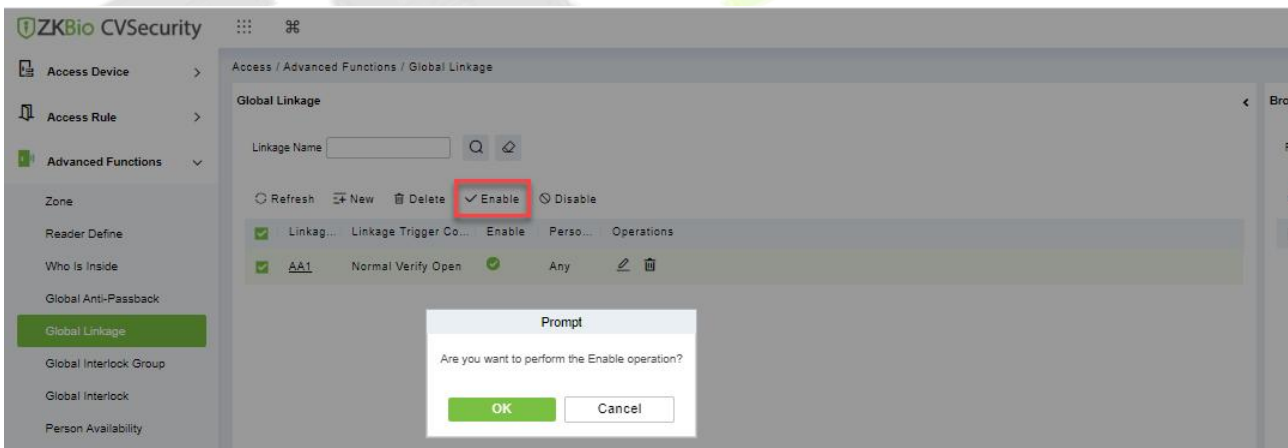 ZKBio CVSecurity
Access Device
Access Rule
Advanced Functions
Zone
Reader Define
Who Is Inside
Global Anti-Passback
Global Linkage
Global Interlock Group
Global Interlock
Person Availability
Access / Advanced Functions / Global Linkage
Global Linkage
Linkage Name
Refresh New Delete Enable Disable
Linkag... Linkage Trigger Co... Enable Perso... Operations
AA1 Normal Verify Open Any
Prompt
Are you want to perform the Enable operation?
OK Cancel
Bro